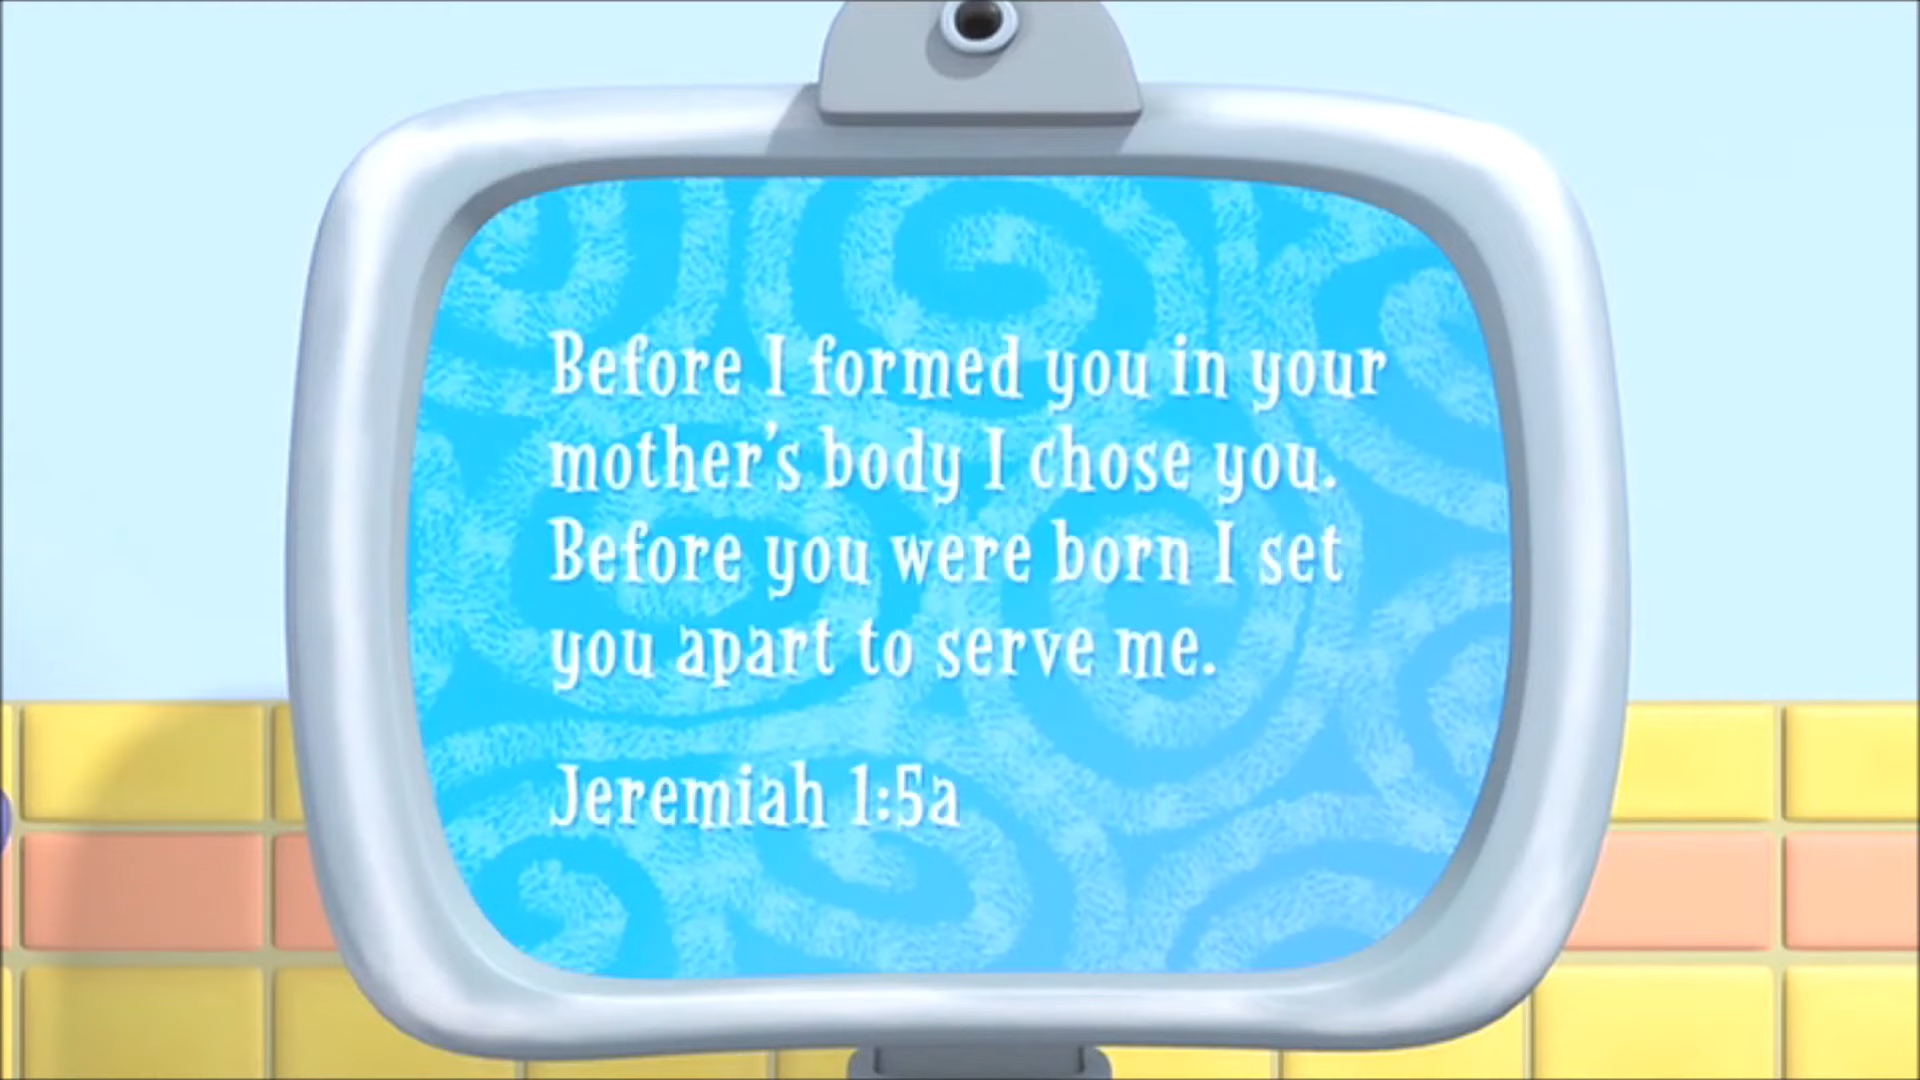 Before I formed you in your
mother's body I chose you.
Before you were born I set
you apart to serve me.
Jeremiah 1:5a